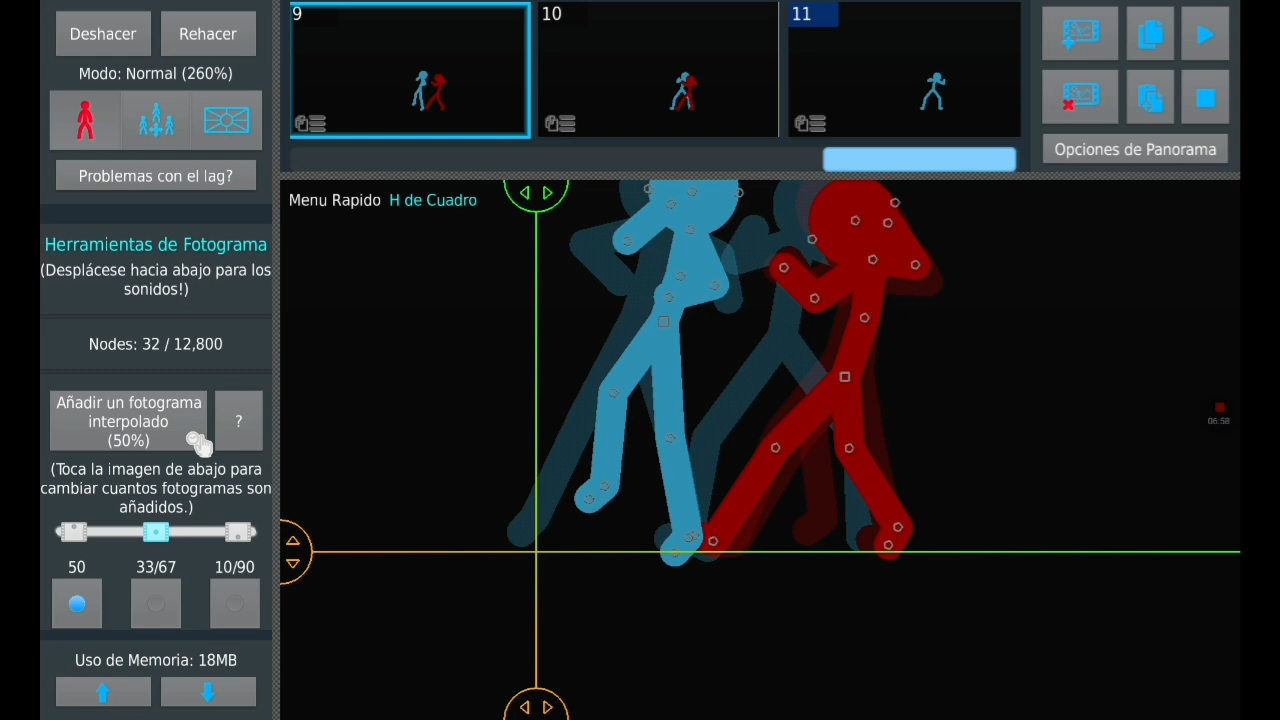 Deshacer
Rehacer
Modo: Normal (260%)
Problemas con el lag?
Herramientas de Fotograma
(Desplácese hacia abajo para los
sonidos!)
Nodes: 32 / 12,800
Añadir un fotograma
interpolado
(50%)
?
(Toca la imagen de abajo para
cambiar cuantos fotogramas son
añadidos.)
50
33/67
10/90
Uso de Memoria: 18MB
9
10
11
Opciones de Panorama
Menu Rapido
H de Cuadro
06:58